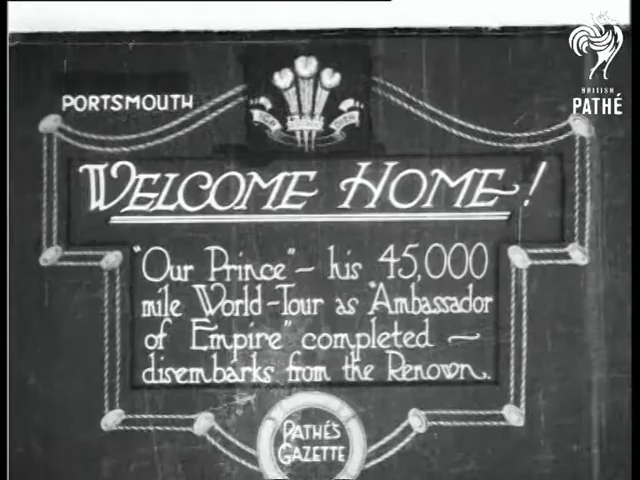 BRITISH
PATHÉ
PORTSMOUTH
WELCOME HOME!
"Our Prince" – his 45,000
mile World-Tour as "Ambassador
of Empire" completed –
disembarks from the Renown.
PATHÉ'S
GAZETTE